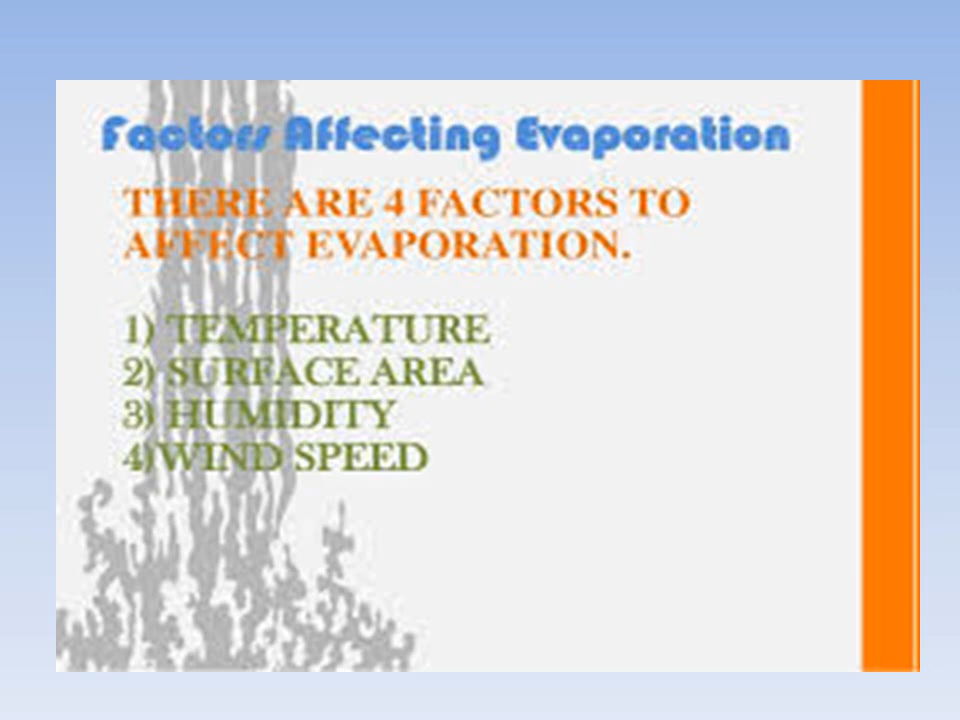 Factors Affecting Evaporation
THERE ARE 4 FACTORS TO
AFFECT EVAPORATION.
1) TEMPERATURE
2) SURFACE AREA
3) HUMIDITY
4)WIND SPEED